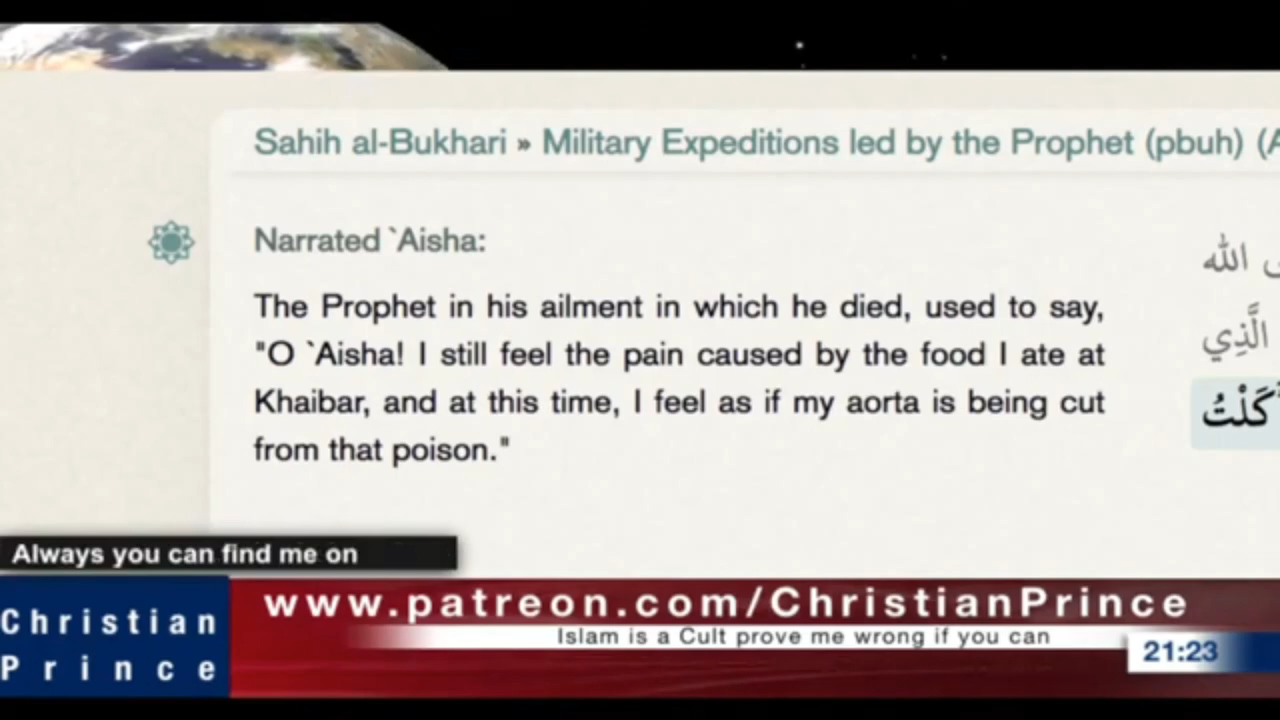 Sahih al-Bukhari » Military Expeditions led by the Prophet (pbuh) (A
Narrated `Aisha:
The Prophet in his ailment in which he died, used to say,
"O `Aisha! I still feel the pain caused by the food I ate at
Khaibar, and at this time, I feel as if my aorta is being cut
from that poison."
الله
الَّذِي
كَلْتُ
Always you can find me on
Christian
Prince
www.patreon.com/ChristianPrince
Islam is a Cult prove me wrong if you can
21:23